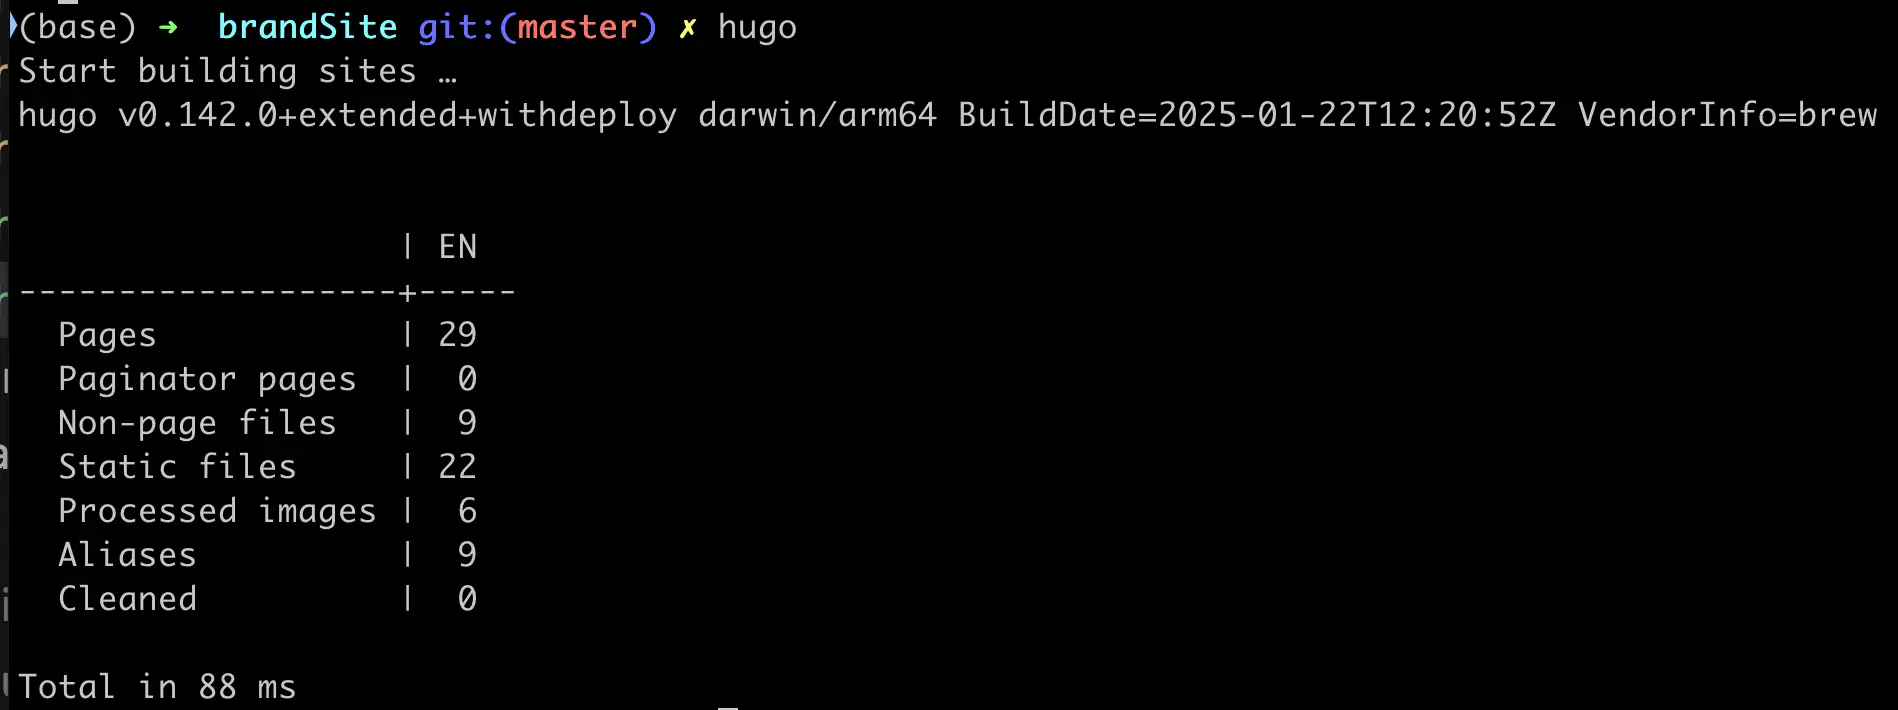 (base) ➜  brandSite git:(master) ✗ hugo
Start building sites …
hugo v0.142.0+extended+withdeploy darwin/arm64 BuildDate=2025-01-22T12:20:52Z VendorInfo=brew
                   | EN
-------------------+-----
  Pages            | 29
  Paginator pages  |  0
  Non-page files   |  9
  Static files     | 22
  Processed images |  6
  Aliases          |  9
  Cleaned          |  0
Total in 88 ms